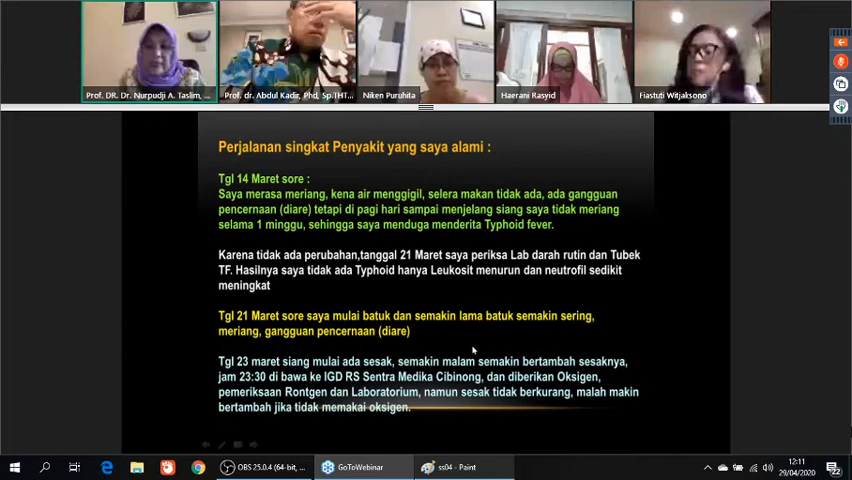 Prof. DR. Dr. Nurpudji A. Taslim, ...
Prof. dr. Abdul Kadir, Phd, Sp.THT...
Niken Puruhita
Haerani Rasyid
Fiastuti Witjaksono
Perjalanan singkat Penyakit yang saya alami :
Tgl 14 Maret sore :
Saya merasa meriang, kena air menggigil, selera makan tidak ada, ada gangguan
pencernaan (diare) tetapi di pagi hari sampai menjelang siang saya tidak meriang
selama 1 minggu, sehingga saya menduga menderita Typhoid fever.
Karena tidak ada perubahan,tanggal 21 Maret saya periksa Lab darah rutin dan Tubek
TF. Hasilnya saya tidak ada Typhoid hanya Leukosit menurun dan neutrofil sedikit
meningkat
Tgl 21 Maret sore saya mulai batuk dan semakin lama batuk semakin sering,
meriang, gangguan pencernaan (diare)
Tgl 23 maret siang mulai ada sesak, semakin malam semakin bertambah sesaknya,
jam 23:30 di bawa ke IGD RS Sentra Medika Cibinong, dan diberikan Oksigen,
pemeriksaan Rontgen dan Laboratorium, namun sesak tidak berkurang, malah makin
bertambah jika tidak memakai oksigen.
OBS 25.0.4 (64-bit, ...
GoToWebinar
ss04 - Paint
12:11
29/04/2020
22